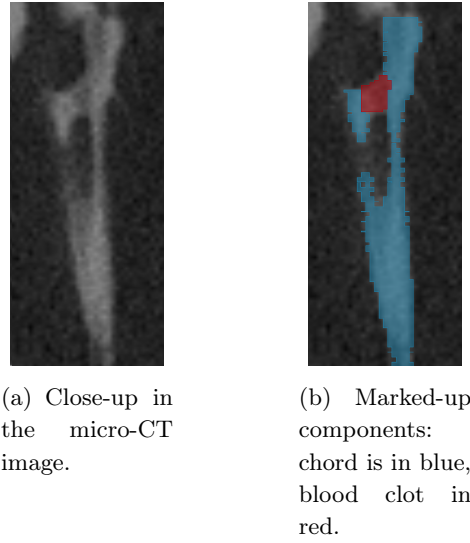 (a) Close-up in
the micro-CT
image.
(b) Marked-up
components:
chord is in blue,
blood clot in
red.